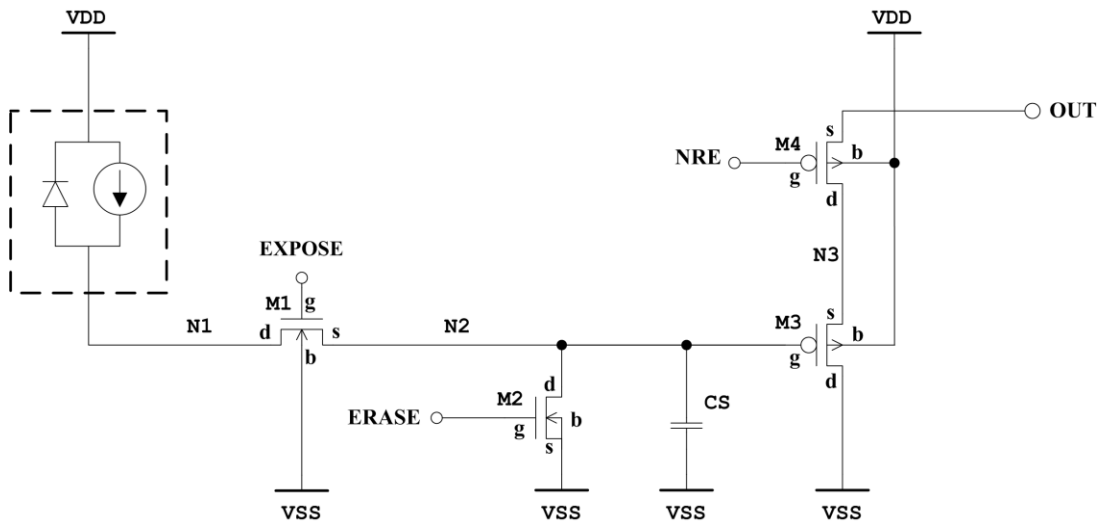 VDD
VDD
OUT
s
M4
b
NRE
g
d
EXPOSE
N3
M1
g
N1
d
s
N2
b
M3
s
b
g
d
M2
d
CS
ERASE
b
g
s
VSS
VSS
VSS
VSS